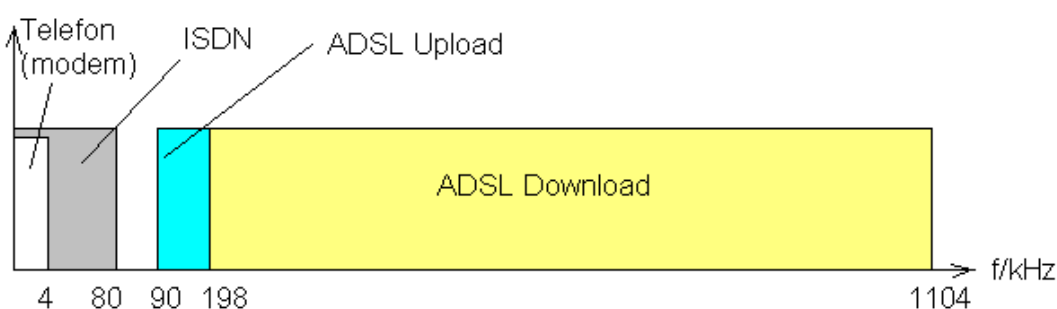 Telefon
(modem)
ISDN
ADSL Upload
ADSL Download
f/kHz
4
80
90
198
1104